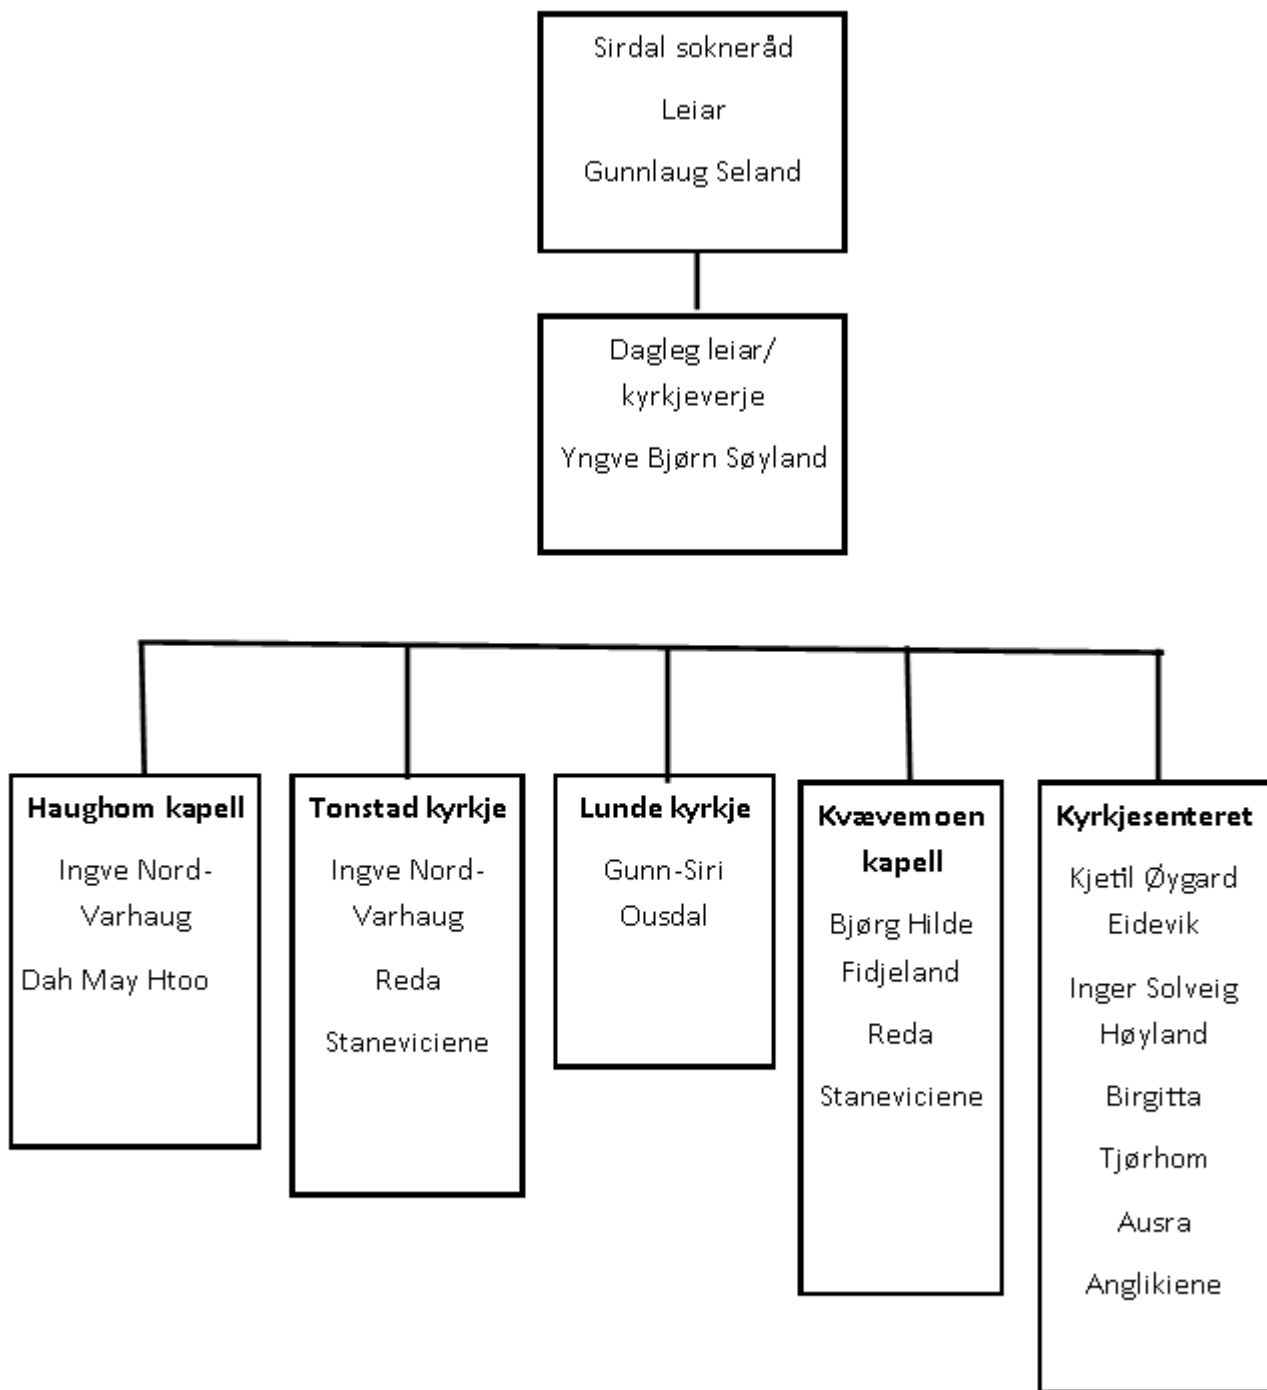 Sirdal sokneråd
Leiar
Gunnlaug Seland
Dagleg leiar/
kyrkjeverje
Yngve Bjørn Søyland
Haughom kapell
Ingve Nord-
Varhaug
Dah May Htoo
Tonstad kyrkje
Ingve Nord-
Varhaug
Reda
Staneviciene
Lunde kyrkje
Gunn-Siri
Ousdal
Kvævemoen
kapell
Bjørg Hilde
Fidjeland
Reda
Staneviciene
Kyrkjesenteret
Kjetil Øygard
Eidevik
Inger Solveig
Høyland
Birgitta
Tjørhom
Ausra
Anglikiene